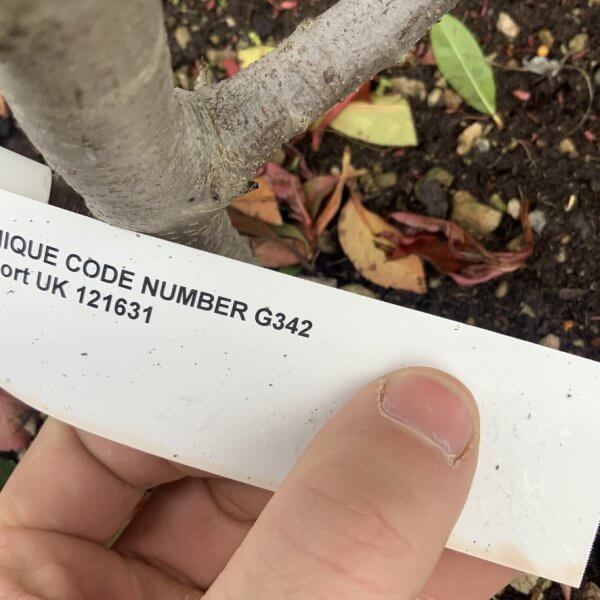 NIQUE CODE NUMBER G342
ort UK 121631